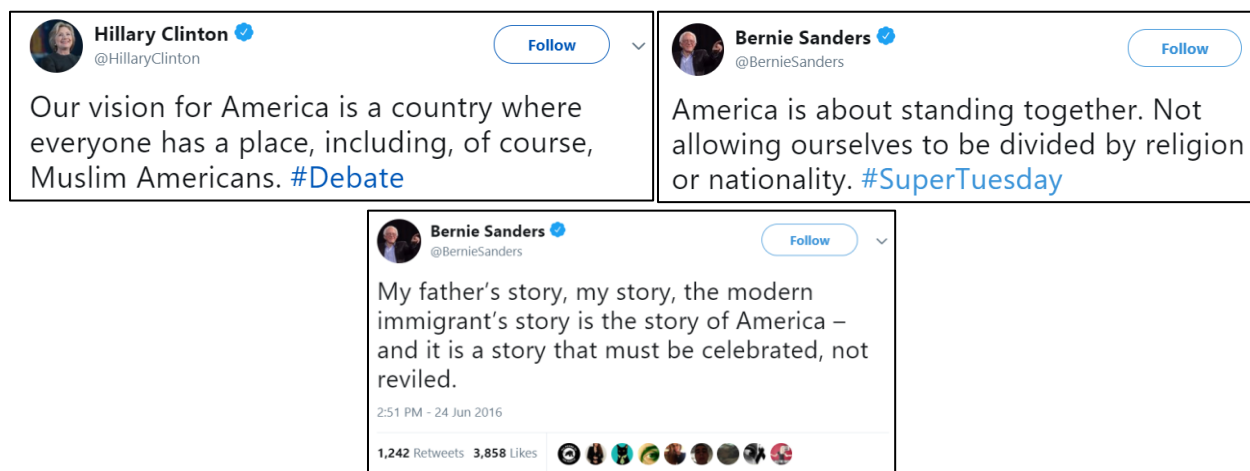 Hillary Clinton
@HillaryClinton
Follow
Our vision for America is a country where
everyone has a place, including, of course,
Muslim Americans. #Debate
Bernie Sanders
@BernieSanders
Follow
America is about standing together. Not
allowing ourselves to be divided by religion
or nationality. #SuperTuesday
Bernie Sanders
@BernieSanders
Follow
My father’s story, my story, the modern
immigrant’s story is the story of America –
and it is a story that must be celebrated, not
reviled.
2:51 PM - 24 Jun 2016
1,242 Retweets 3,858 Likes